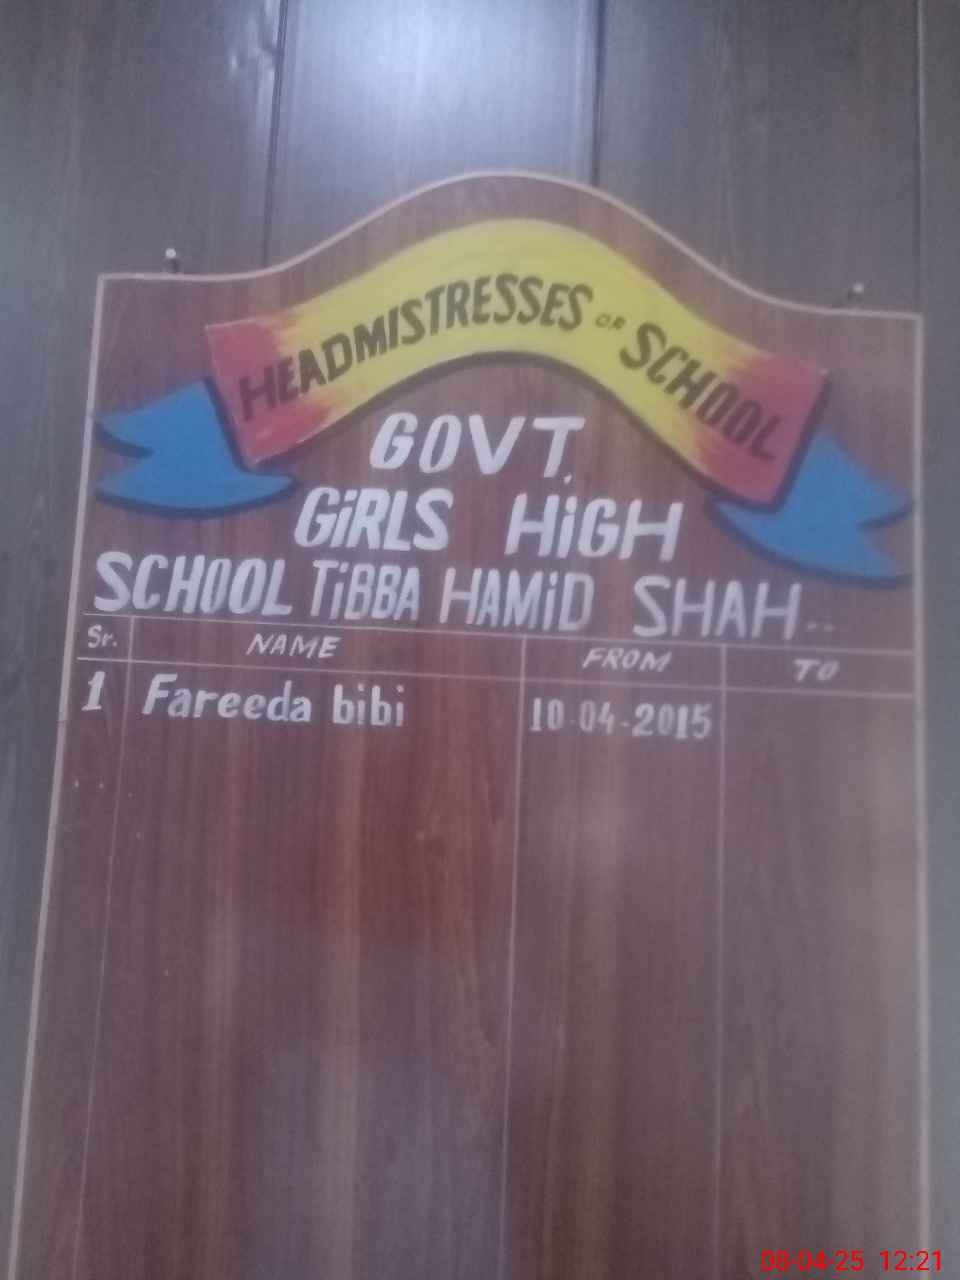 HEADMISTRESSES OF SCHOOL
GOVT.
GiRLS HiGH
SCHOOL TiBBA HAMiD SHAH --
Sr. NAME FROM TO
1 Fareeda bibi 10-04-2015
08-04-25 12:21